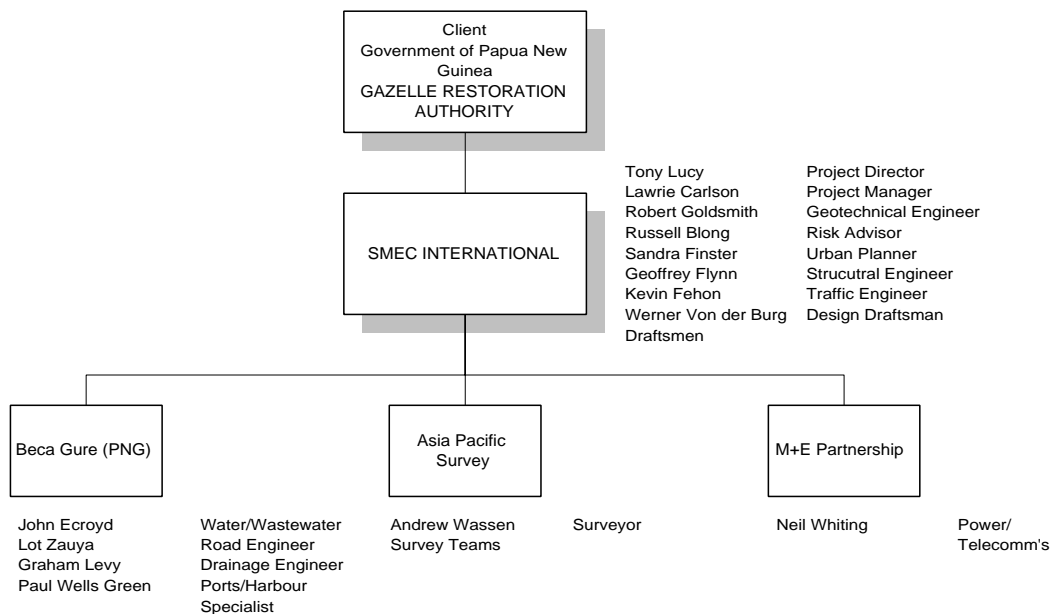 Client
Government of Papua New
Guinea
GAZELLE RESTORATION
AUTHORITY
SMEC INTERNATIONAL
Tony Lucy Project Director
Lawrie Carlson Project Manager
Robert Goldsmith Geotechnical Engineer
Russell Blong Risk Advisor
Sandra Finster Urban Planner
Geoffrey Flynn Strucutral Engineer
Kevin Fehon Traffic Engineer
Werner Von der Burg Design Draftsman
Draftsmen
Beca Gure (PNG)
Asia Pacific
Survey
M+E Partnership
John Ecroyd Water/Wastewater
Lot Zauya Road Engineer
Graham Levy Drainage Engineer
Paul Wells Green Ports/Harbour
Specialist
Andrew Wassen Surveyor
Survey Teams
Neil Whiting Power/
Telecomm's